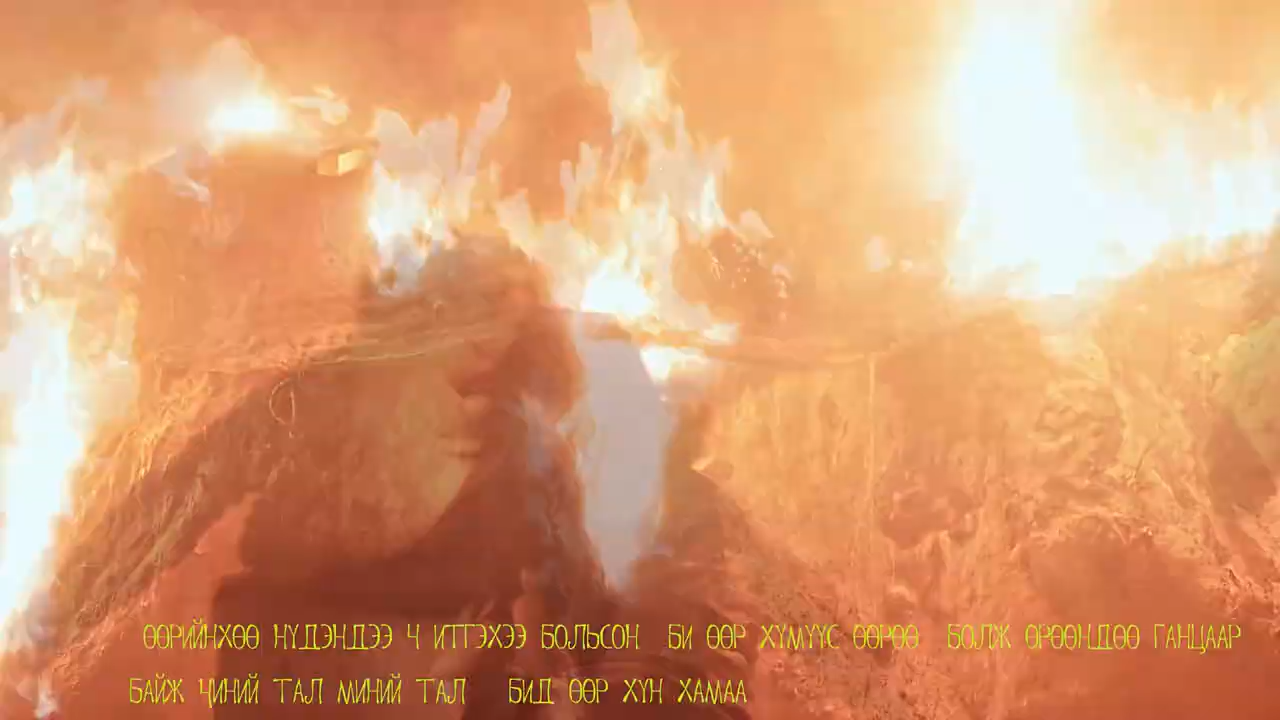 ӨӨРИЙНХӨӨ НҮДЭНДЭЭ Ч ИТГЭХЭЭ БОЛЬСОН БИ ӨӨР ХҮМҮҮС ӨӨРӨӨ БОЛЖ ӨРӨӨНДӨӨ ГАНЦААР
БАЙЖ ЧИНИЙ ТАЛ МИНИЙ ТАЛ БИД ӨӨР ХҮН ХАМАА